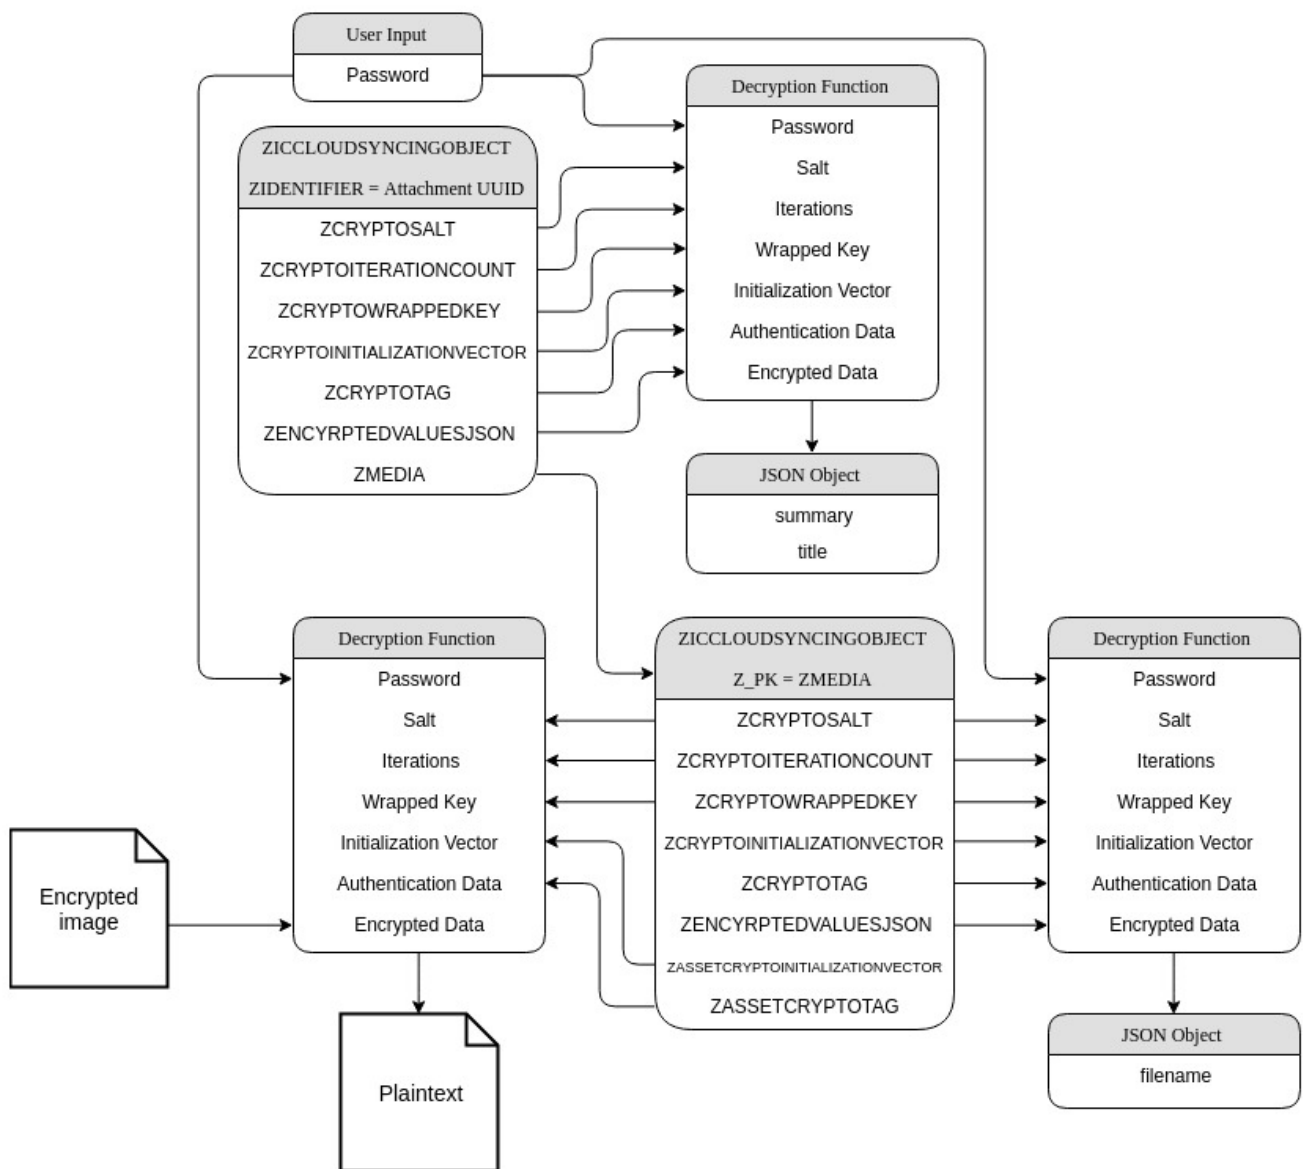 User Input
Password
Decryption Function
Password
Salt
Iterations
Wrapped Key
Initialization Vector
Authentication Data
Encrypted Data
ZICCLOUDSYNCINGOBJECT
ZIDENTIFIER = Attachment UUID
ZCRYPTOSALT
ZCRYPTOITERATIONCOUNT
ZCRYPTOWRAPPEDKEY
ZCRYPTOINITIALIZATIONVECTOR
ZCRYPTOTAG
ZENCYRPTEDVALUESJSON
ZMEDIA
JSON Object
summary
title
Decryption Function
Password
Salt
Iterations
Wrapped Key
Initialization Vector
Authentication Data
Encrypted Data
ZICCLOUDSYNCINGOBJECT
Z_PK = ZMEDIA
ZCRYPTOSALT
ZCRYPTOITERATIONCOUNT
ZCRYPTOWRAPPEDKEY
ZCRYPTOINITIALIZATIONVECTOR
ZCRYPTOTAG
ZENCYRPTEDVALUESJSON
ZASSETCRYPTOINITIALIZATIONVECTOR
ZASSETCRYPTOTAG
Decryption Function
Password
Salt
Iterations
Wrapped Key
Initialization Vector
Authentication Data
Encrypted Data
Encrypted
image
Plaintext
JSON Object
filename